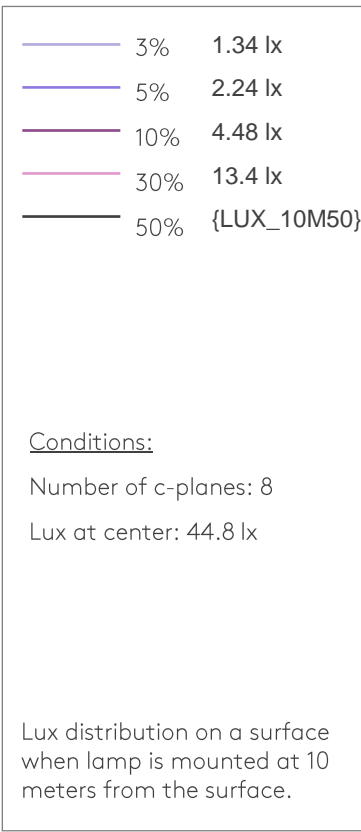 3% 1.34 lx
5% 2.24 lx
10% 4.48 lx
30% 13.4 lx
50% {LUX_10M50}
Conditions:
Number of c-planes: 8
Lux at center: 44.8 lx
Lux distribution on a surface
when lamp is mounted at 10
meters from the surface.